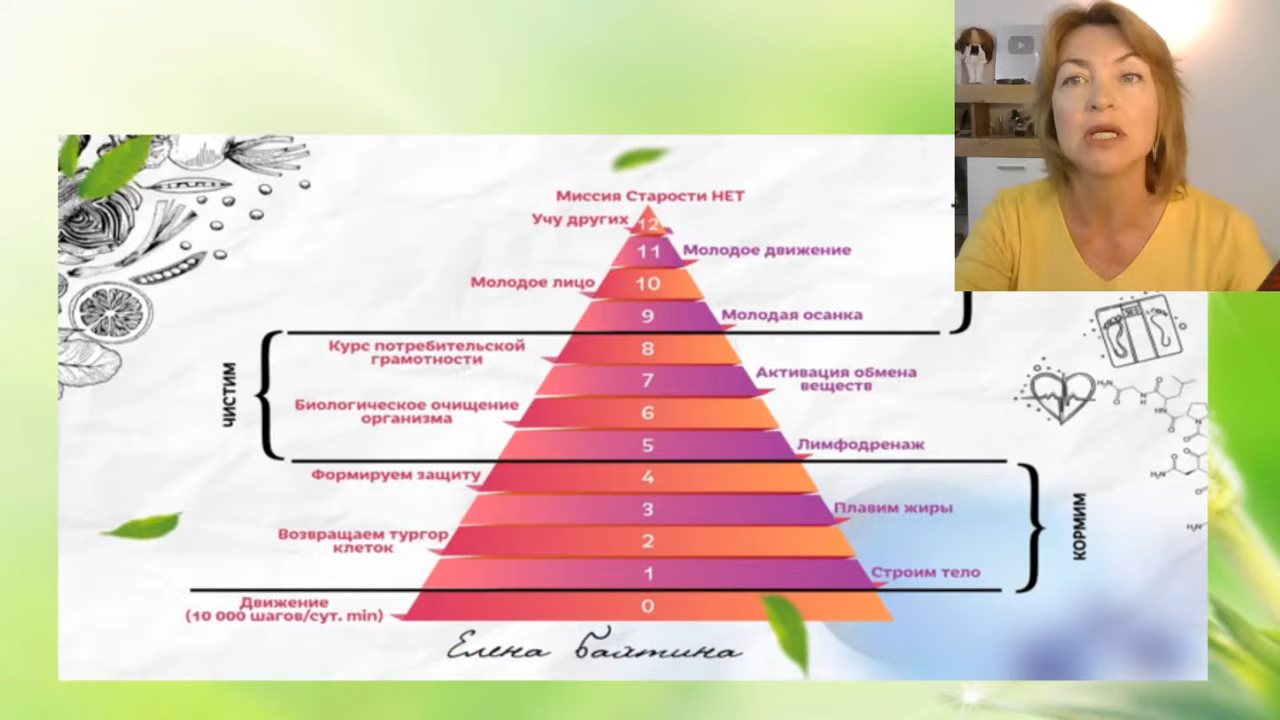 Миссия Старости НЕТ
Учу других
12
11
Молодое движение
Молодое лицо
10
9
Молодая осанка
Курс потребительской
грамотности
8
7
Активация обмена
веществ
ЧИСТИМ
Биологическое очищение
организма
6
5
Лимфодренаж
Формируем защиту
4
3
Плавим жиры
КОРМИМ
Возвращаем тургор
клеток
2
1
Строим тело
Движение
(10 000 шагов/сут. min)
0
Елена Бахтина